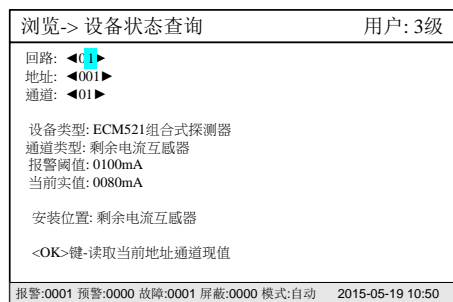 浏览-> 设备状态查询 用户: 3级
回路: ◀01▶
地址: ◀001▶
通道: ◀01▶
设备类型: ECM521组合式探测器
通道类型: 剩余电流互感器
报警阈值: 0100mA
当前实值: 0080mA
安装位置: 剩余电流互感器
<OK>键-读取当前地址通道现值
报警:0001 预警:0000 故障:0001 屏蔽:0000 模式:自动 2015-05-19 10:50